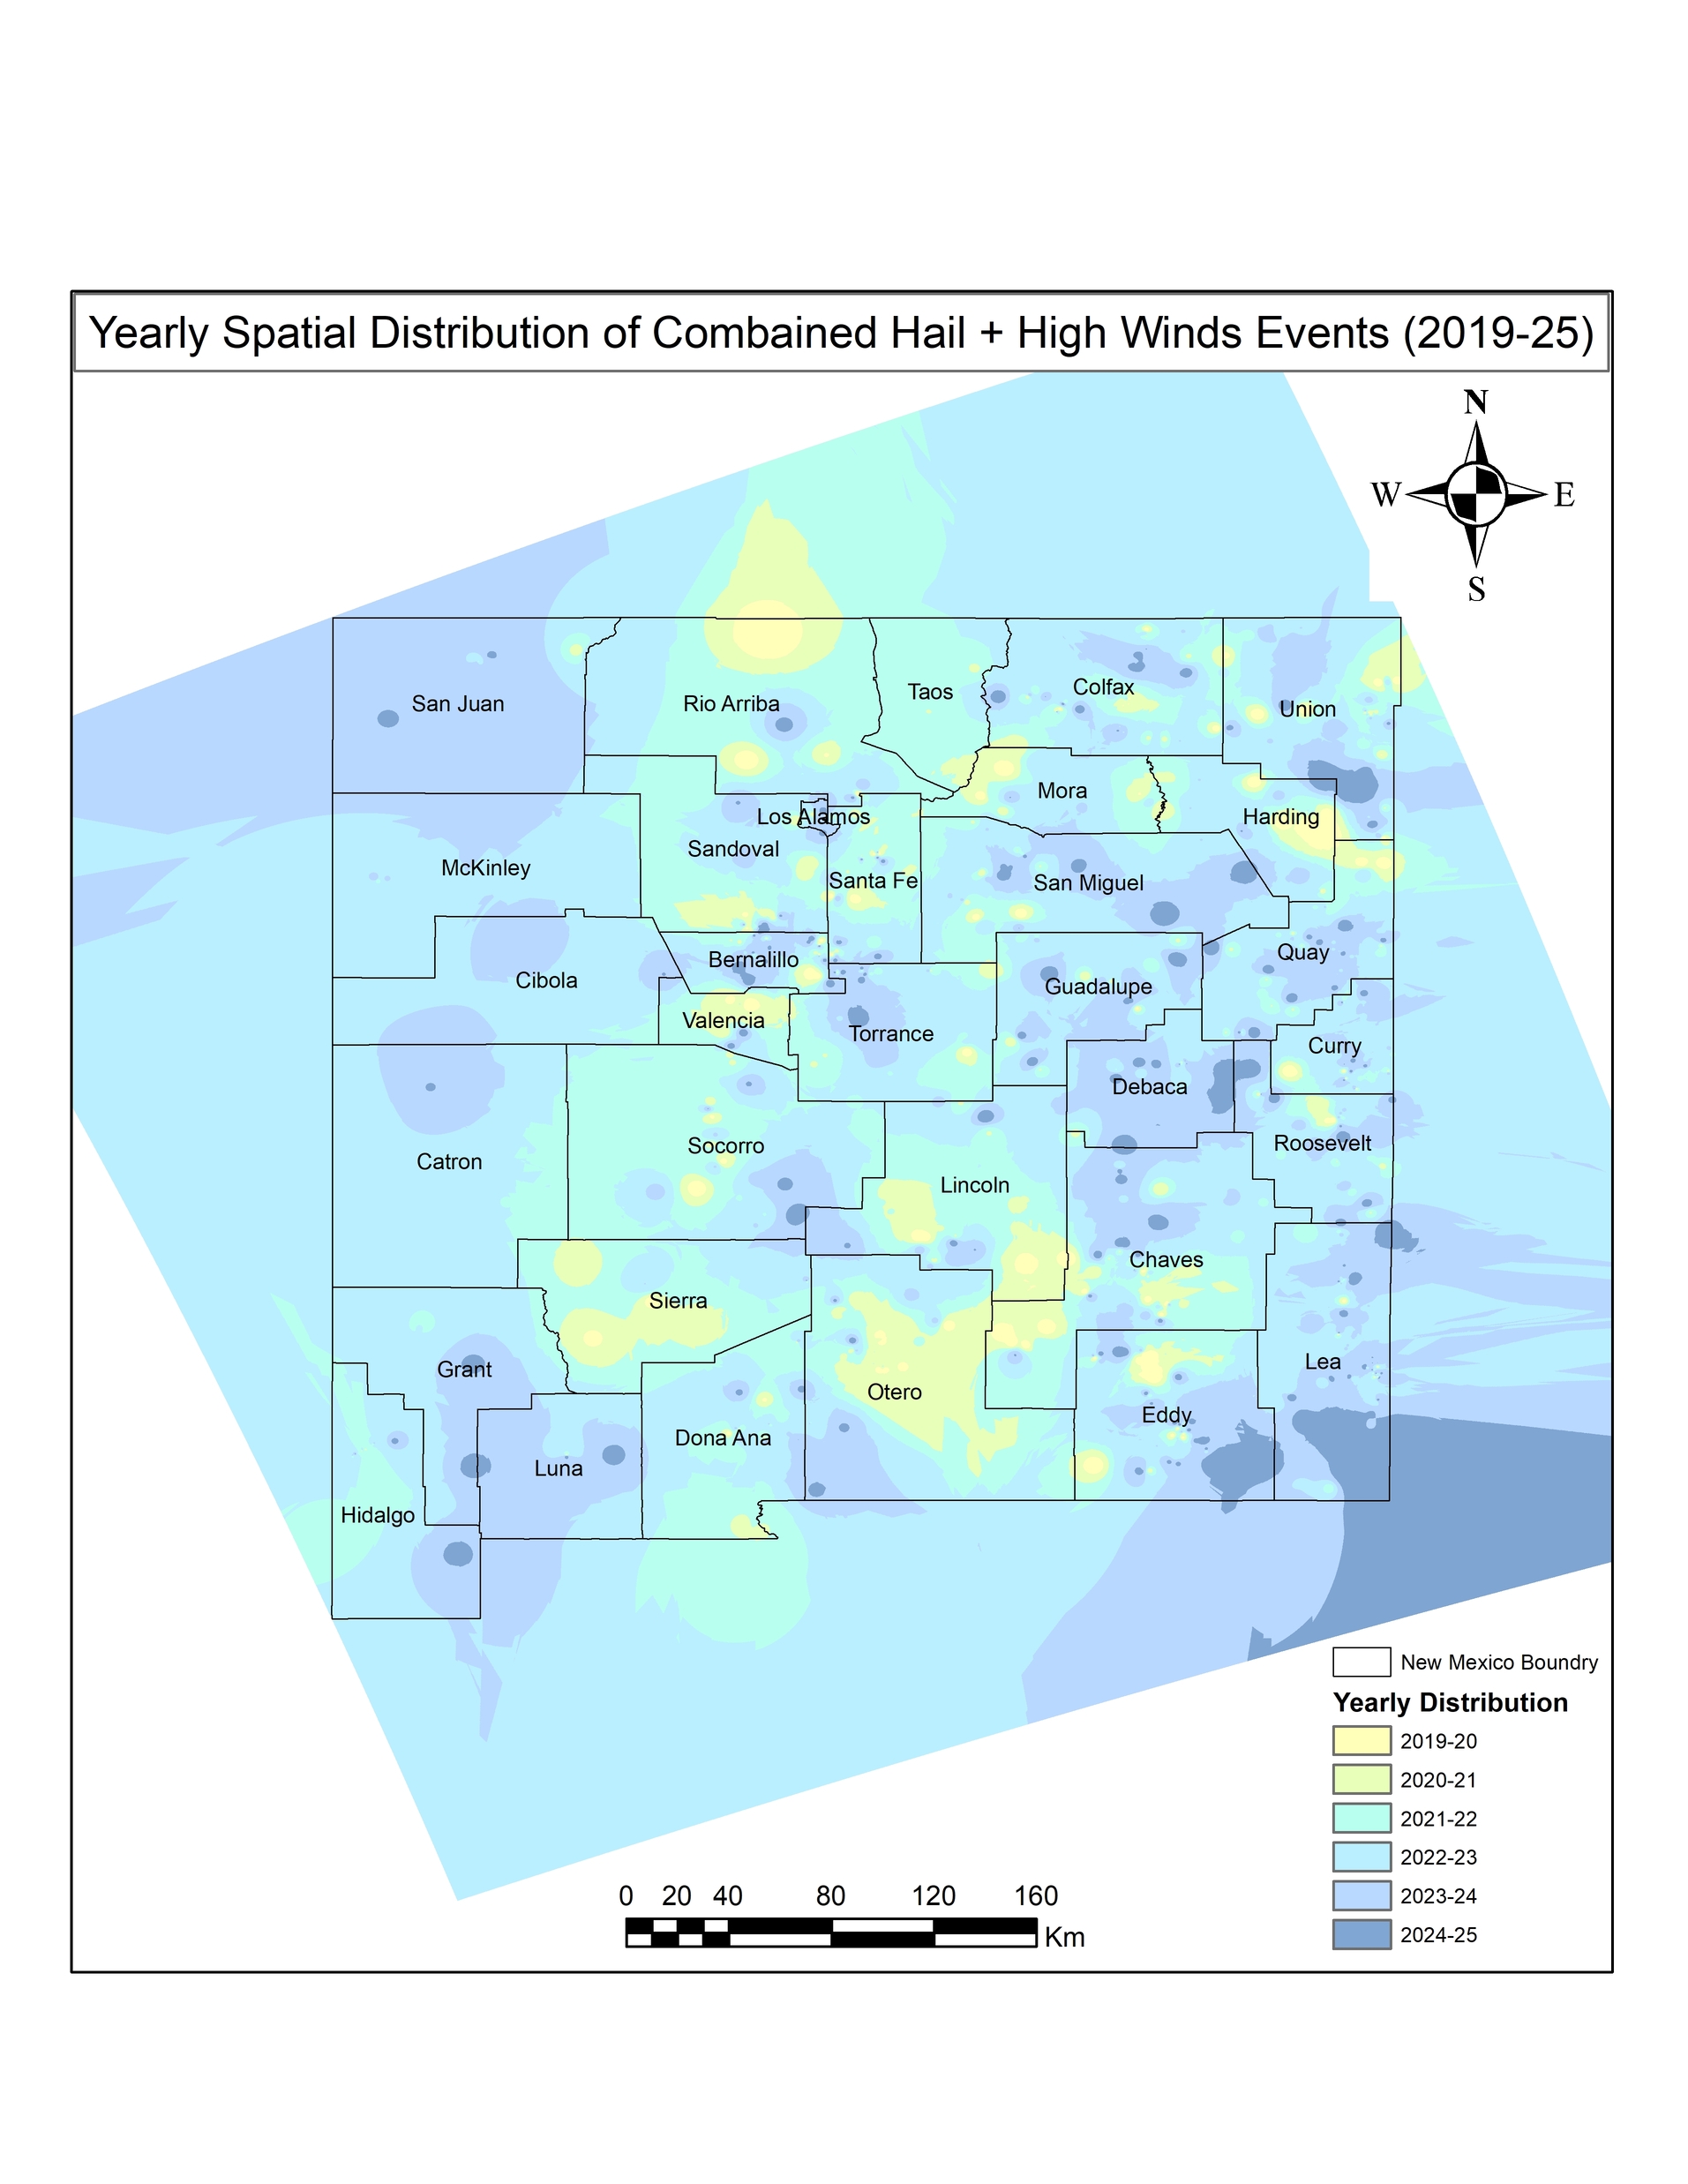 Yearly Spatial Distribution of Combained Hail + High Winds Events (2019-25)
N
W E
S
San Juan
Rio Arriba
Taos
Colfax
Union
Mora
Los Alamos
Harding
Sandoval
McKinley
Santa Fe
San Miguel
Quay
Bernalillo
Cibola
Guadalupe
Valencia
Torrance
Curry
Debaca
Roosevelt
Socorro
Catron
Lincoln
Chaves
Sierra
Grant
Lea
Otero
Eddy
Dona Ana
Luna
Hidalgo
New Mexico Boundry
Yearly Distribution
2019-20
2020-21
2021-22
2022-23
2023-24
2024-25
0 20 40 80 120 160
Km